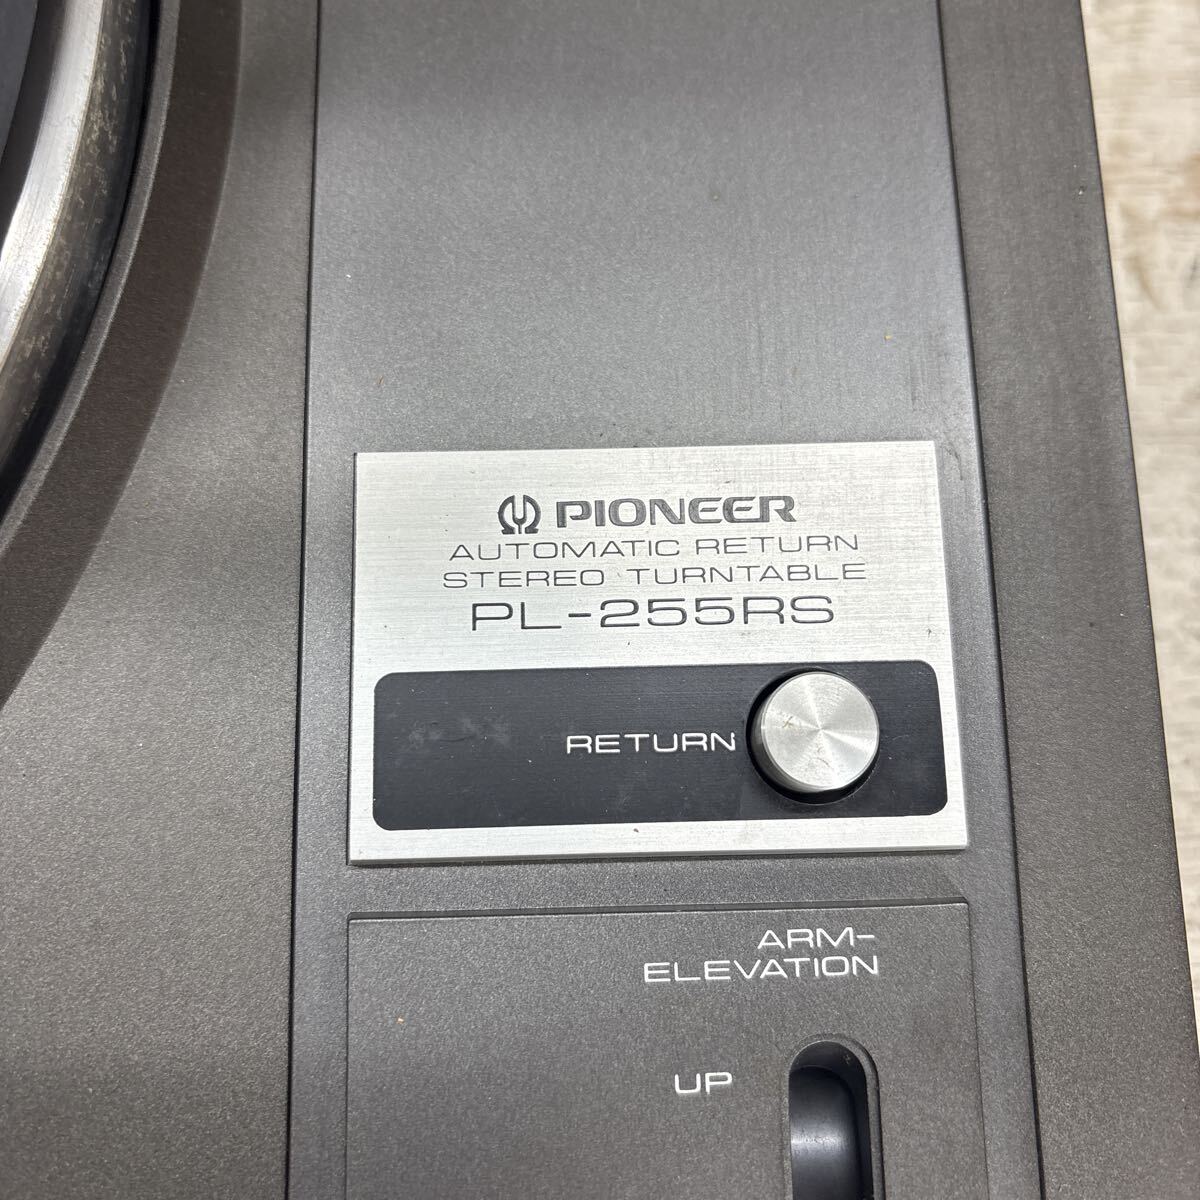 PIONEER
AUTOMATIC RETURN
STEREO TURNTABLE
PL-255RS
RETURN
ARM-
ELEVATION
UP